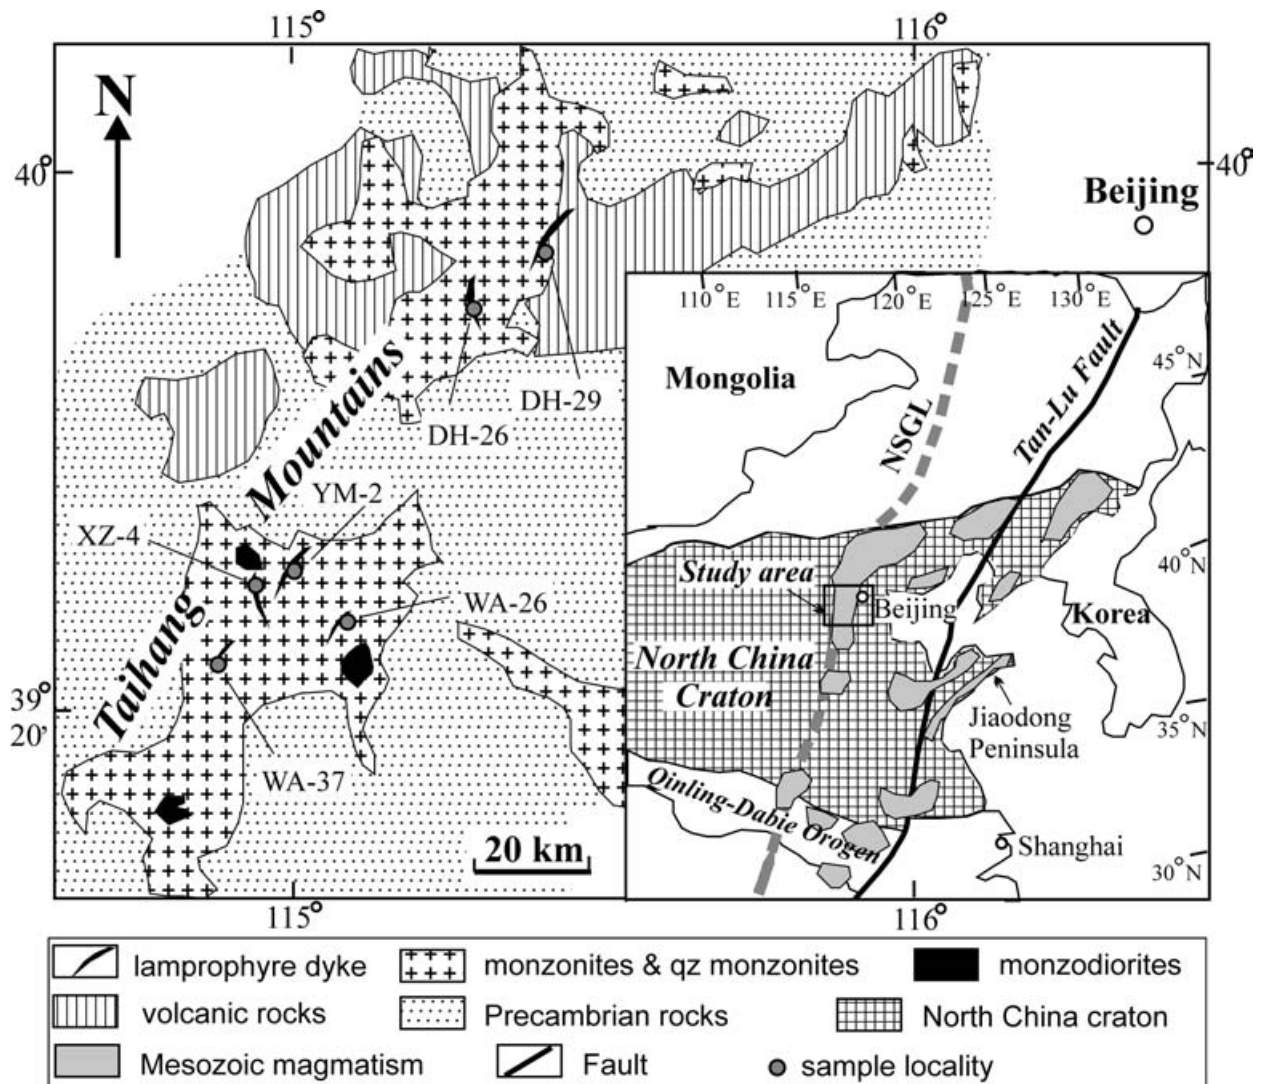 115°
116°
N
40°
40°
Beijing
DH-29
DH-26
Taihang Mountains
YM-2
XZ-4
WA-26
WA-37
39°
20'
20 km
115°
116°
110°E
115°E
120°E
125°E
130°E
45°N
40°N
35°N
30°N
Mongolia
NSGL
Tan-Lu Fault
Study area
Beijing
Korea
North China
Craton
Jiaodong
Peninsula
Qinling-Dabie Orogen
Shanghai
lamprophyre dyke
monzonites & qz monzonites
monzodiorites
volcanic rocks
Precambrian rocks
North China craton
Mesozoic magmatism
Fault
sample locality